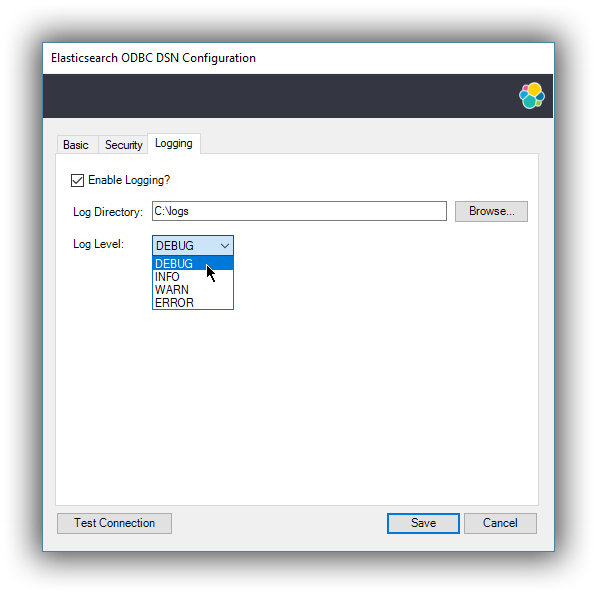 Elasticsearch ODBC DSN Configuration
Basic Security Logging
Enable Logging?
Log Directory: C:\logs Browse...
Log Level: DEBUG
DEBUG
INFO
WARN
ERROR
Test Connection Save Cancel